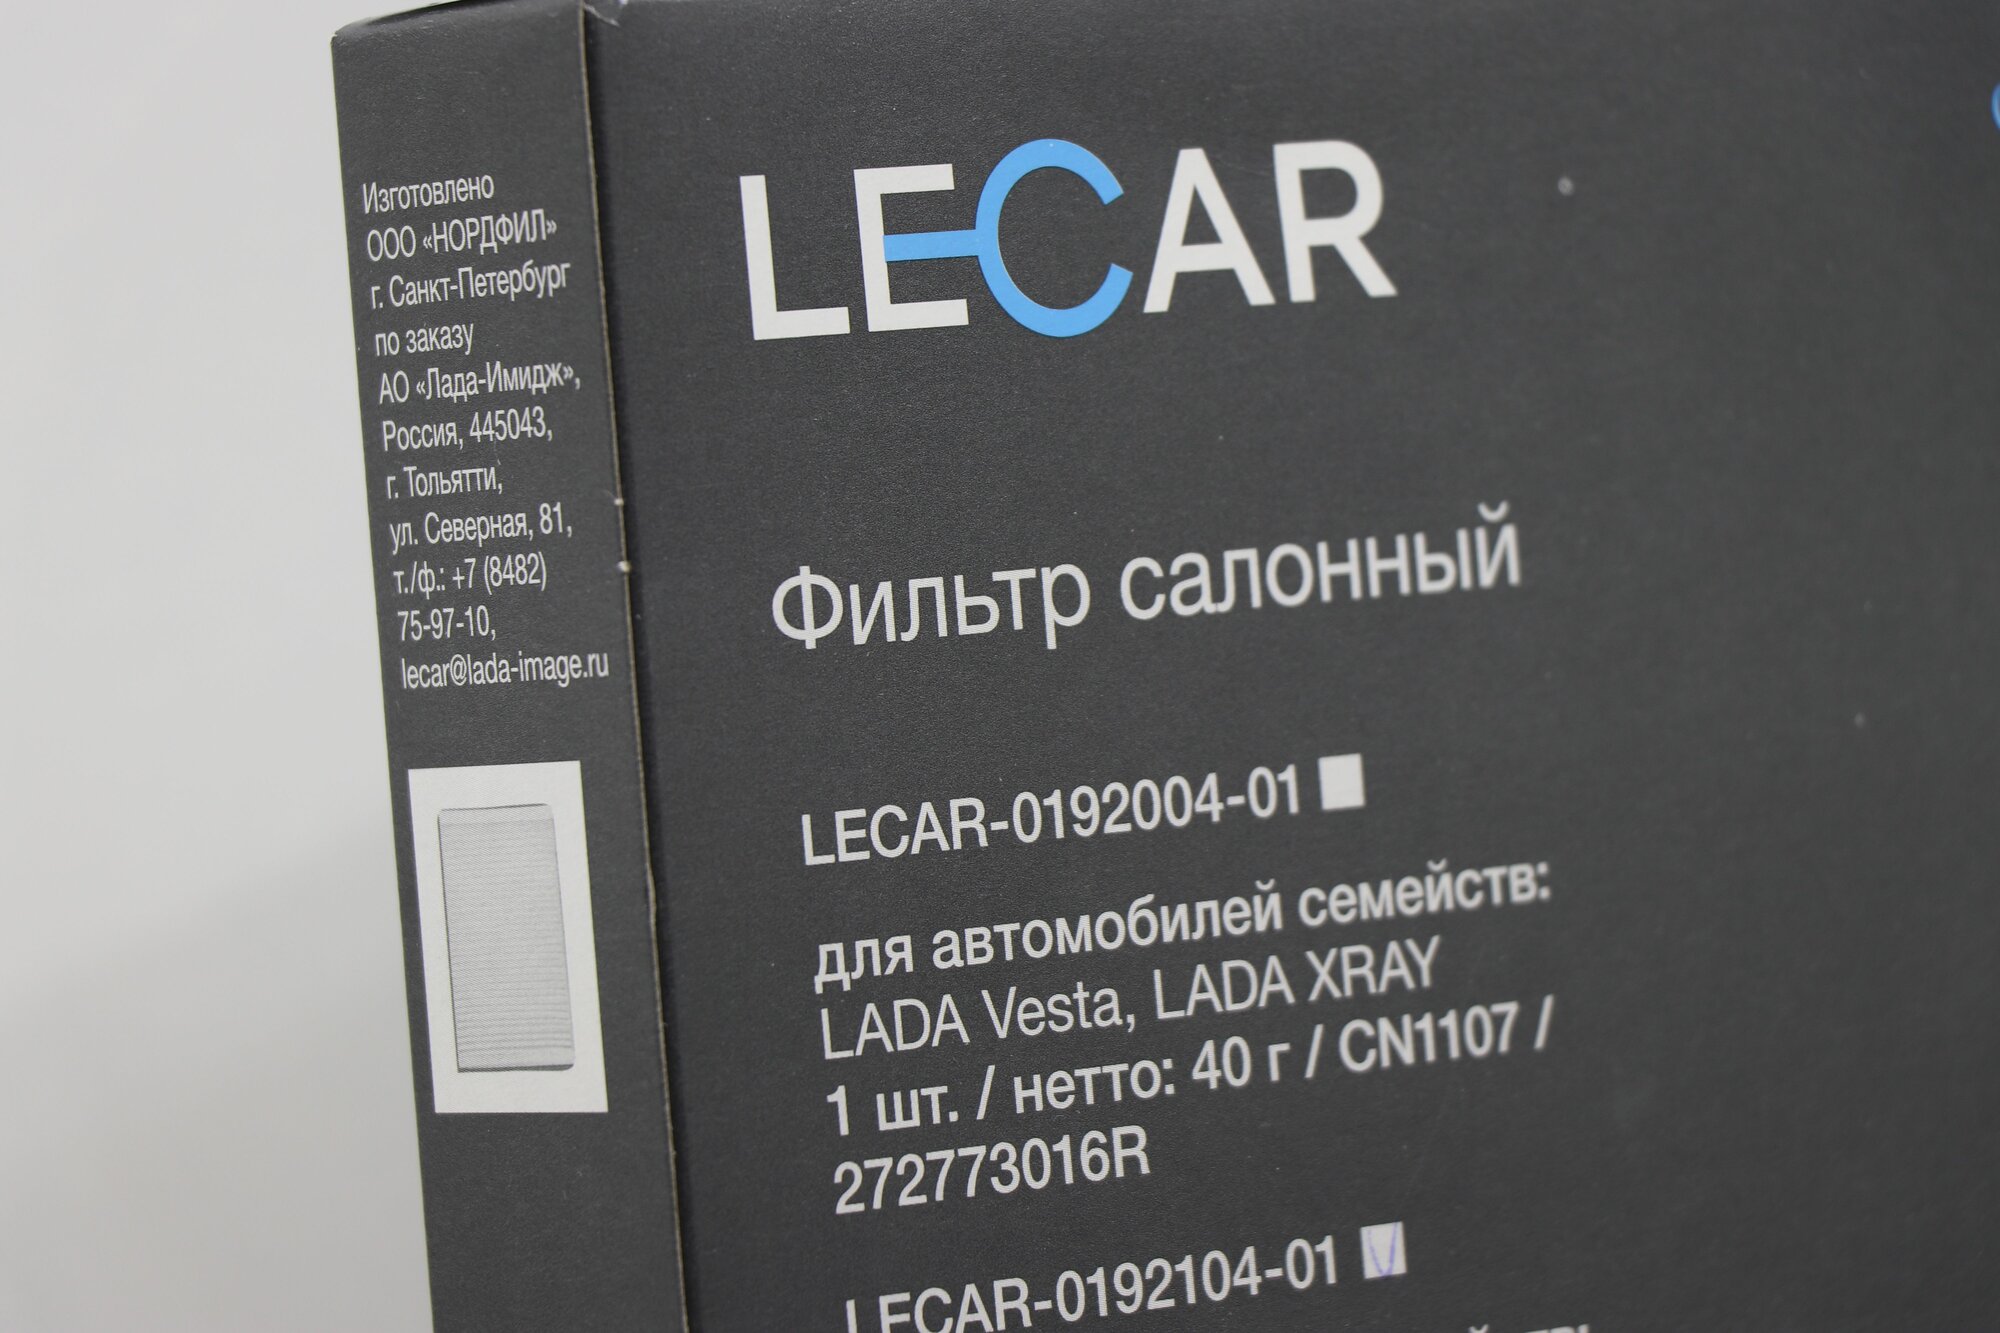 Изготовлено
ООО «НОРДФИЛ»
г. Санкт-Петербург
по заказу
АО «Лада-Имидж»,
Россия, 445043,
г. Тольятти,
ул. Северная, 81,
т./ф.: +7 (8482)
75-97-10,
lecar@lada-image.ru
LECAR
Фильтр салонный
LECAR-0192004-01
для автомобилей семейств:
LADA Vesta, LADA XRAY
1 шт. / нетто: 40 г / CN1107 /
272773016R
LECAR-0192104-01